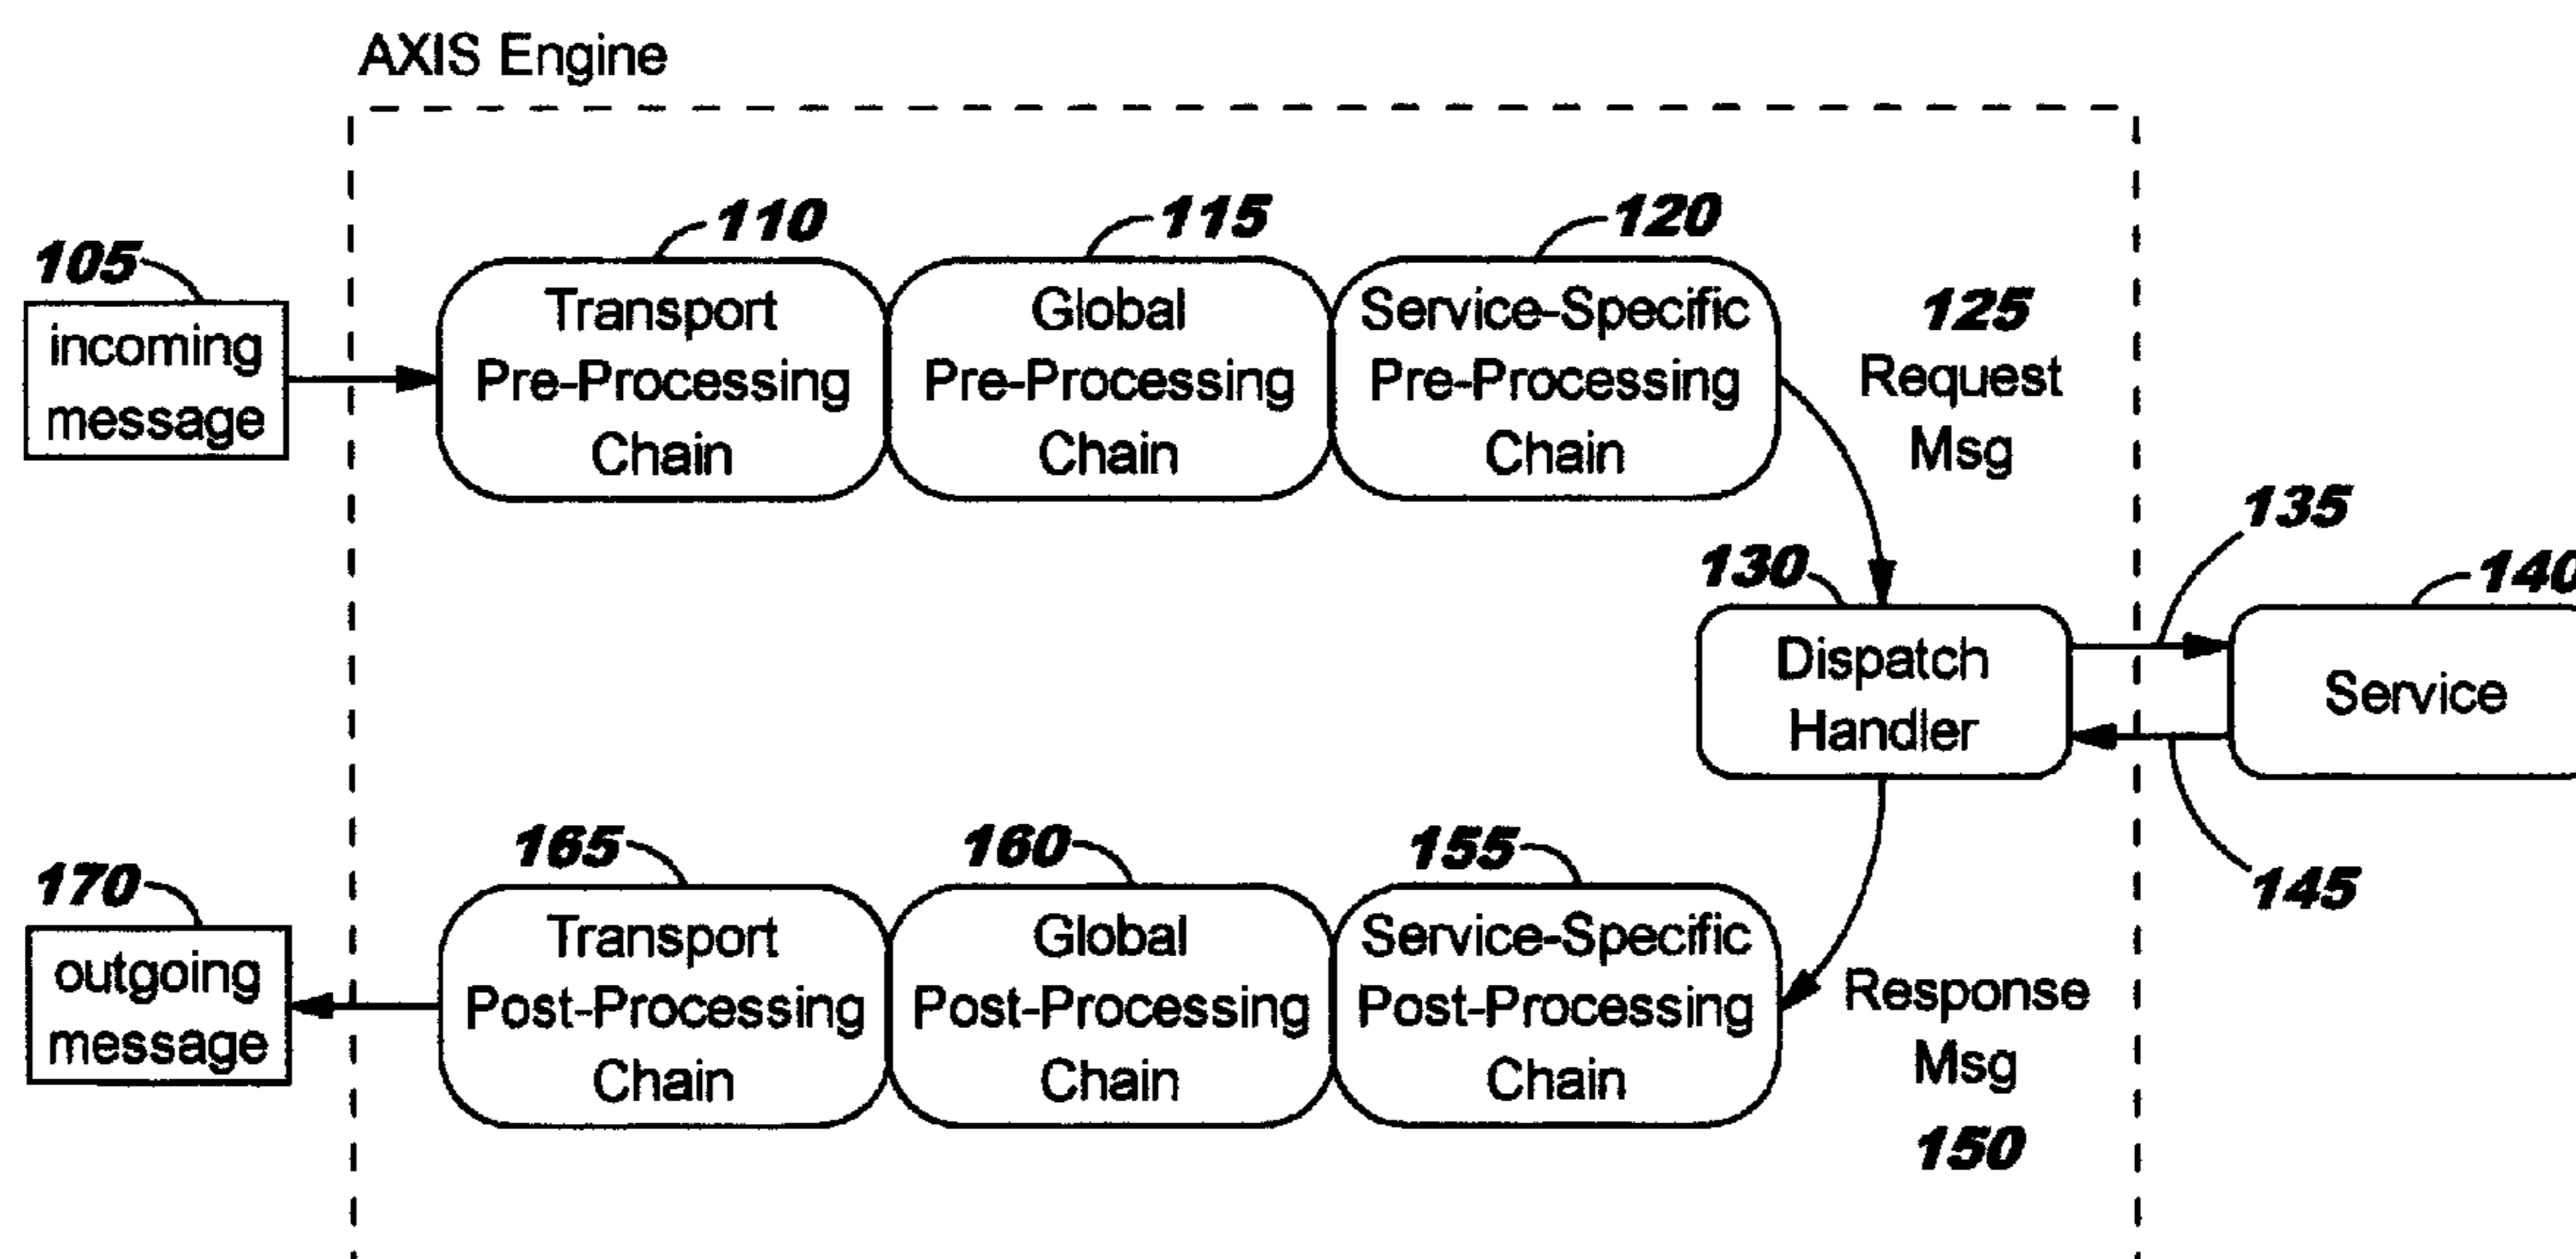 AXIS Engine
110
115
120
105
incoming
message
Transport
Pre-Processing
Chain
Global
Pre-Processing
Chain
Service-Specific
Pre-Processing
Chain
125
Request
Msg
135
130
140
Dispatch
Handler
Service
145
165
160
155
170
outgoing
message
Transport
Post-Processing
Chain
Global
Post-Processing
Chain
Service-Specific
Post-Processing
Chain
Response
Msg
150